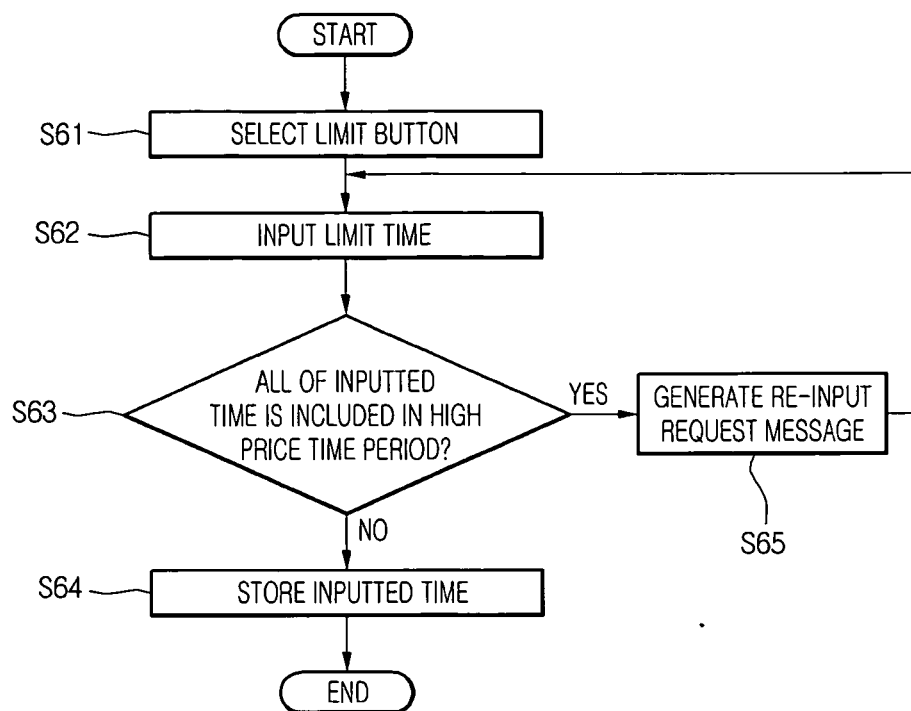 START
S61
SELECT LIMIT BUTTON
S62
INPUT LIMIT TIME
S63
ALL OF INPUTTED
TIME IS INCLUDED IN HIGH
PRICE TIME PERIOD?
YES
GENERATE RE-INPUT
REQUEST MESSAGE
S65
NO
S64
STORE INPUTTED TIME
END